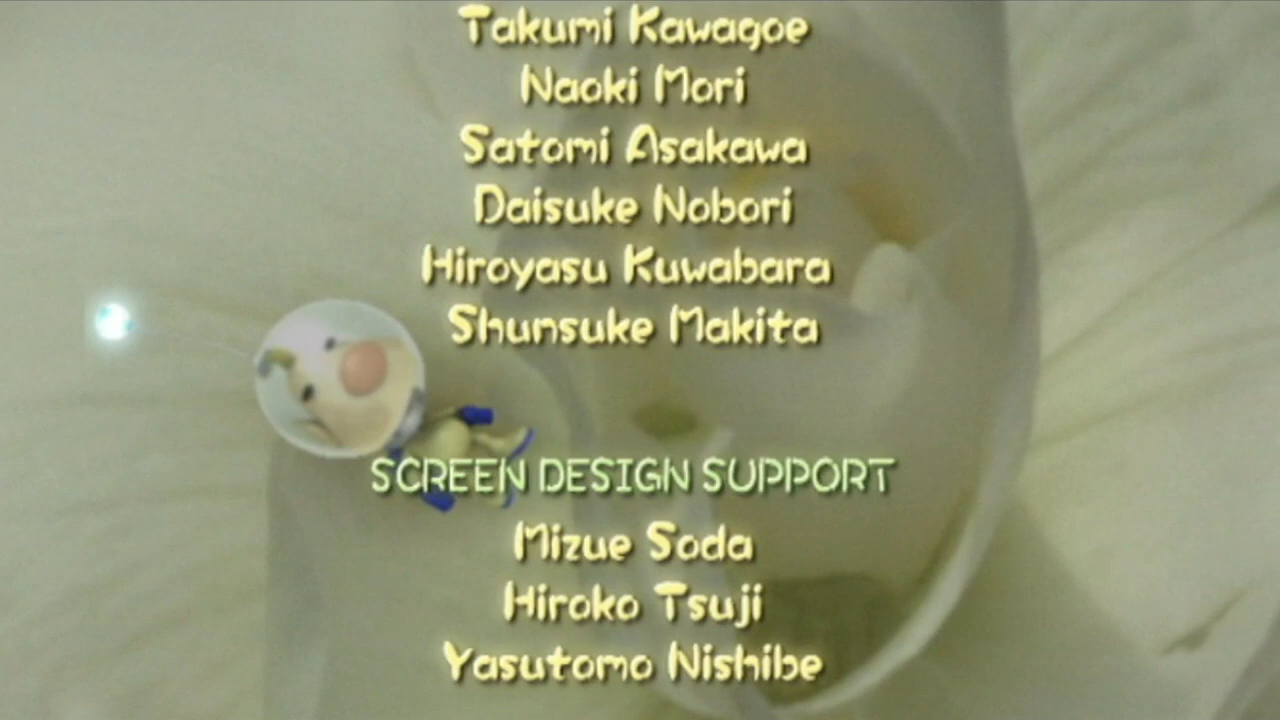 Takumi Kawagoe
Naoki Mori
Satomi Asakawa
Daisuke Nobori
Hiroyasu Kuwabara
Shunsuke Makita
SCREEN DESIGN SUPPORT
Mizue Soda
Hiroko Tsuji
Yasutomo Nishibe